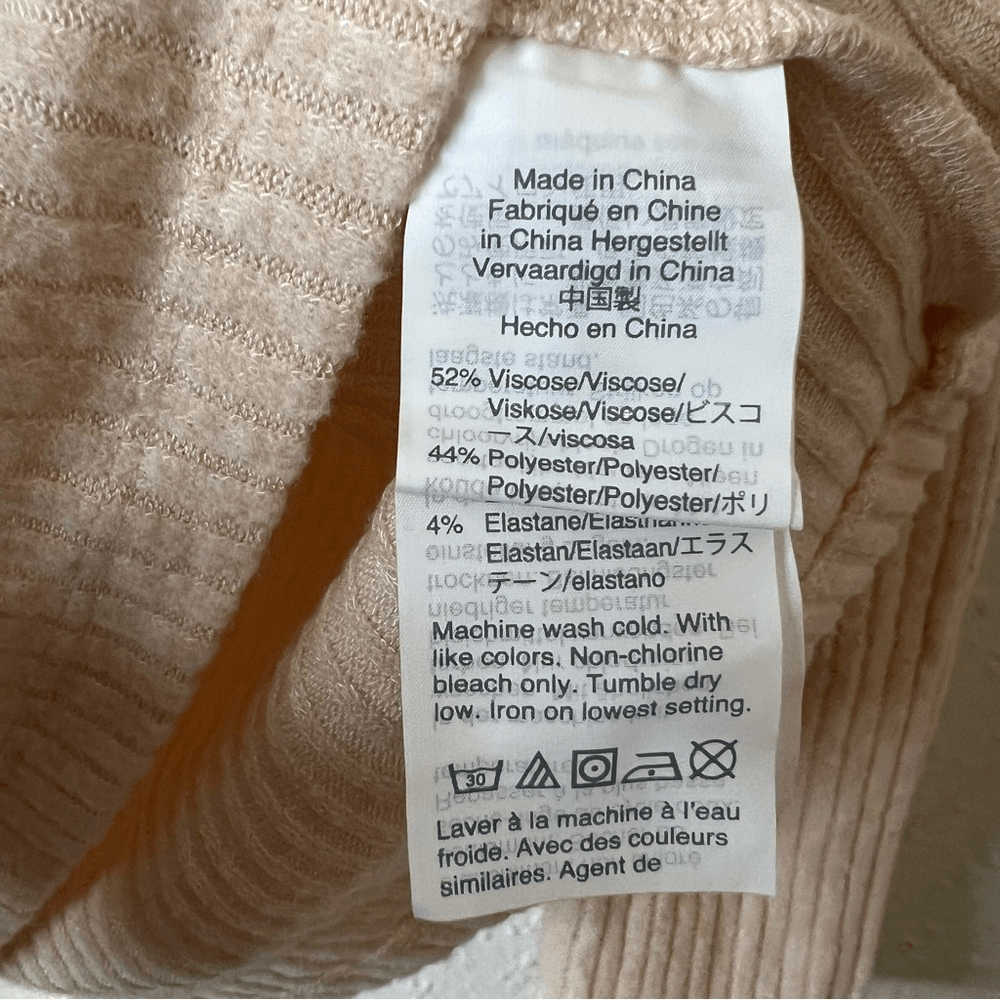 Made in China
Fabriqué en Chine
in China Hergestellt
Vervaardigd in China
中国製
Hecho en China
52% Viscose/Viscose/
Viskose/Viscose/ビスコ
ース/viscosa
44% Polyester/Polyester/
Polyester/Polyester/ポリ
4% Elastane/
Elastan/Elastaan/エラス
テーン/elastano
Machine wash cold. With
like colors. Non-chlorine
bleach only. Tumble dry
low. Iron on lowest setting.
30
Laver à la machine à l'eau
froide. Avec des couleurs
similaires. Agent de